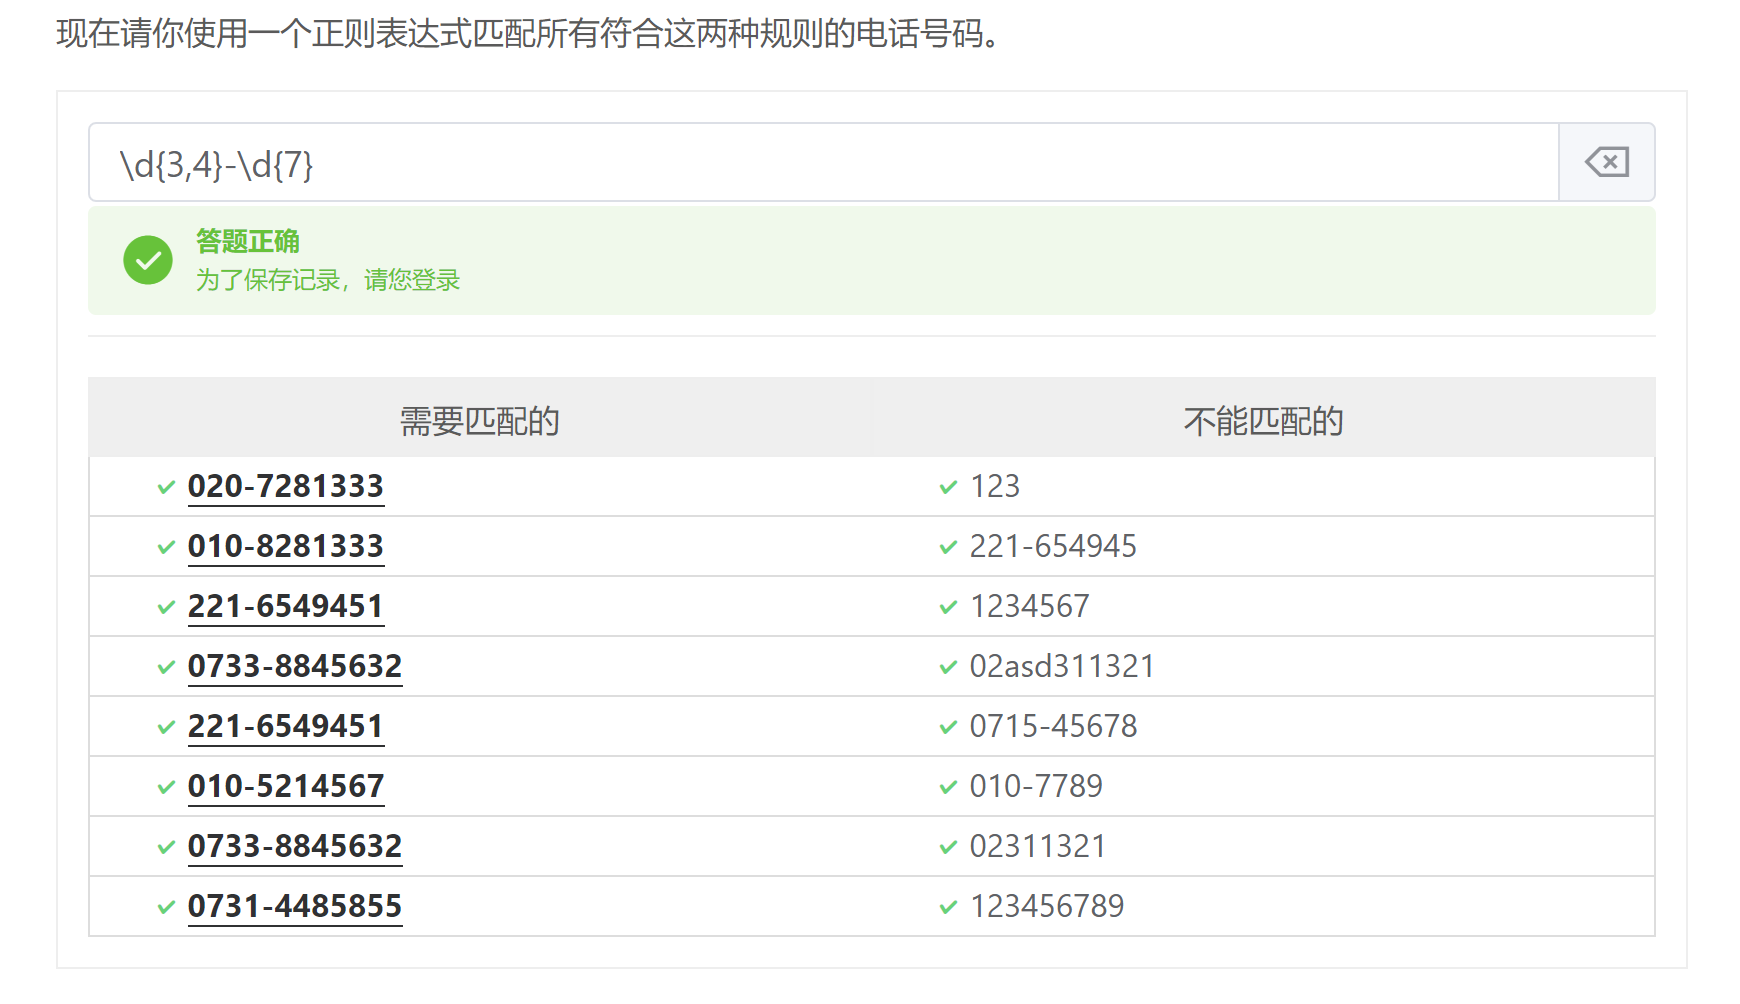 现在请你使用一个正则表达式匹配所有符合这两种规则的电话号码。
\d{3,4}-\d{7}
答题正确
为了保存记录，请您登录
需要匹配的 不能匹配的
020-7281333 123
010-8281333 221-654945
221-6549451 1234567
0733-8845632 02asd311321
221-6549451 0715-45678
010-5214567 010-7789
0733-8845632 02311321
0731-4485855 123456789